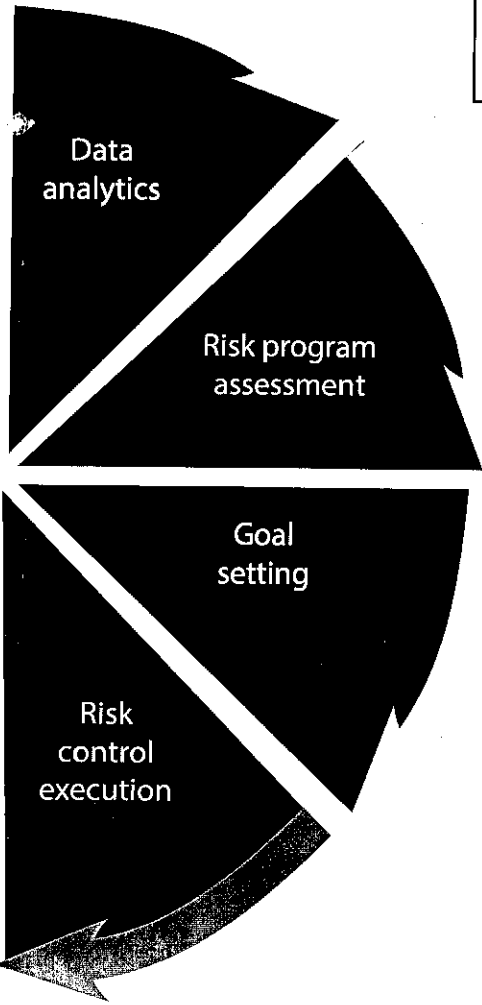 Data
analytics
Risk program
assessment
Goal
setting
Risk
control
execution